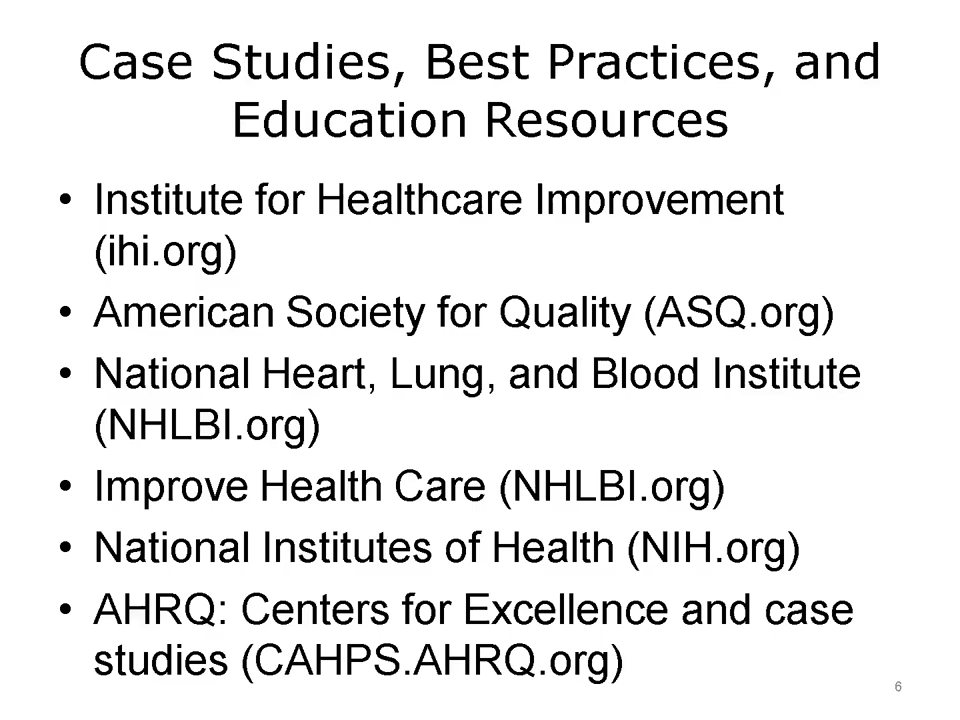 Case Studies, Best Practices, and
Education Resources
• Institute for Healthcare Improvement
(ihi.org)
• American Society for Quality (ASQ.org)
• National Heart, Lung, and Blood Institute
(NHLBI.org)
• Improve Health Care (NHLBI.org)
• National Institutes of Health (NIH.org)
• AHRQ: Centers for Excellence and case
studies (CAHPS.AHRQ.org)
6